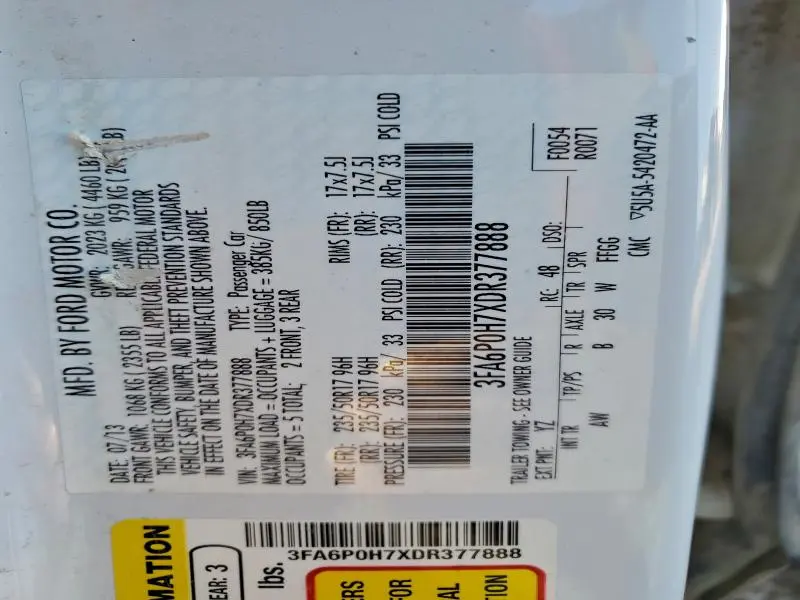 MFD. BY FORD MOTOR CO.
DATE: 07/13 GVWR: 2023 KG ( 4460 LB)
FRONT GAWR: 1068 KG ( 2355 LB) GAWR: 959 KG
THIS VEHICLE CONFORMS TO ALL APPLICABLE FEDERAL MOTOR
VEHICLE SAFETY, BUMPER, AND THEFT PREVENTION STANDARDS
IN EFFECT ON THE DATE OF MANUFACTURE SHOWN ABOVE.
VIN: 3FA6P0H7XDR377888 TYPE: Passenger Car
MAXIMUM LOAD = OCCUPANTS + LUGGAGE = 385KG/ 850LB
OCCUPANTS = 5 TOTAL: 2 FRONT, 3 REAR
TIRE (FR): 235/50R17 96H RIMS (FR): 17x7.5J
(RR): 235/50R17 96H (RR): 17x7.5J
PRESSURE (FR): 230 kPa/ 33 PSI COLD (RR): 230 kPa/ 33 PSI COLD
3FA6P0H7XDR377888
F0054
R0071
TRAILER TOWING - SEE OWNER GUIDE
EXT PNT: YZ RC: 48 DSO:
INT TR TP/PS R AXLE TR SPR
AW B 30 W FFGG
CMC 5U5A-5420472-AA
3FA6P0H7XDR377888
MATION
EAR: 3
lbs.
ERS
FOR
AL